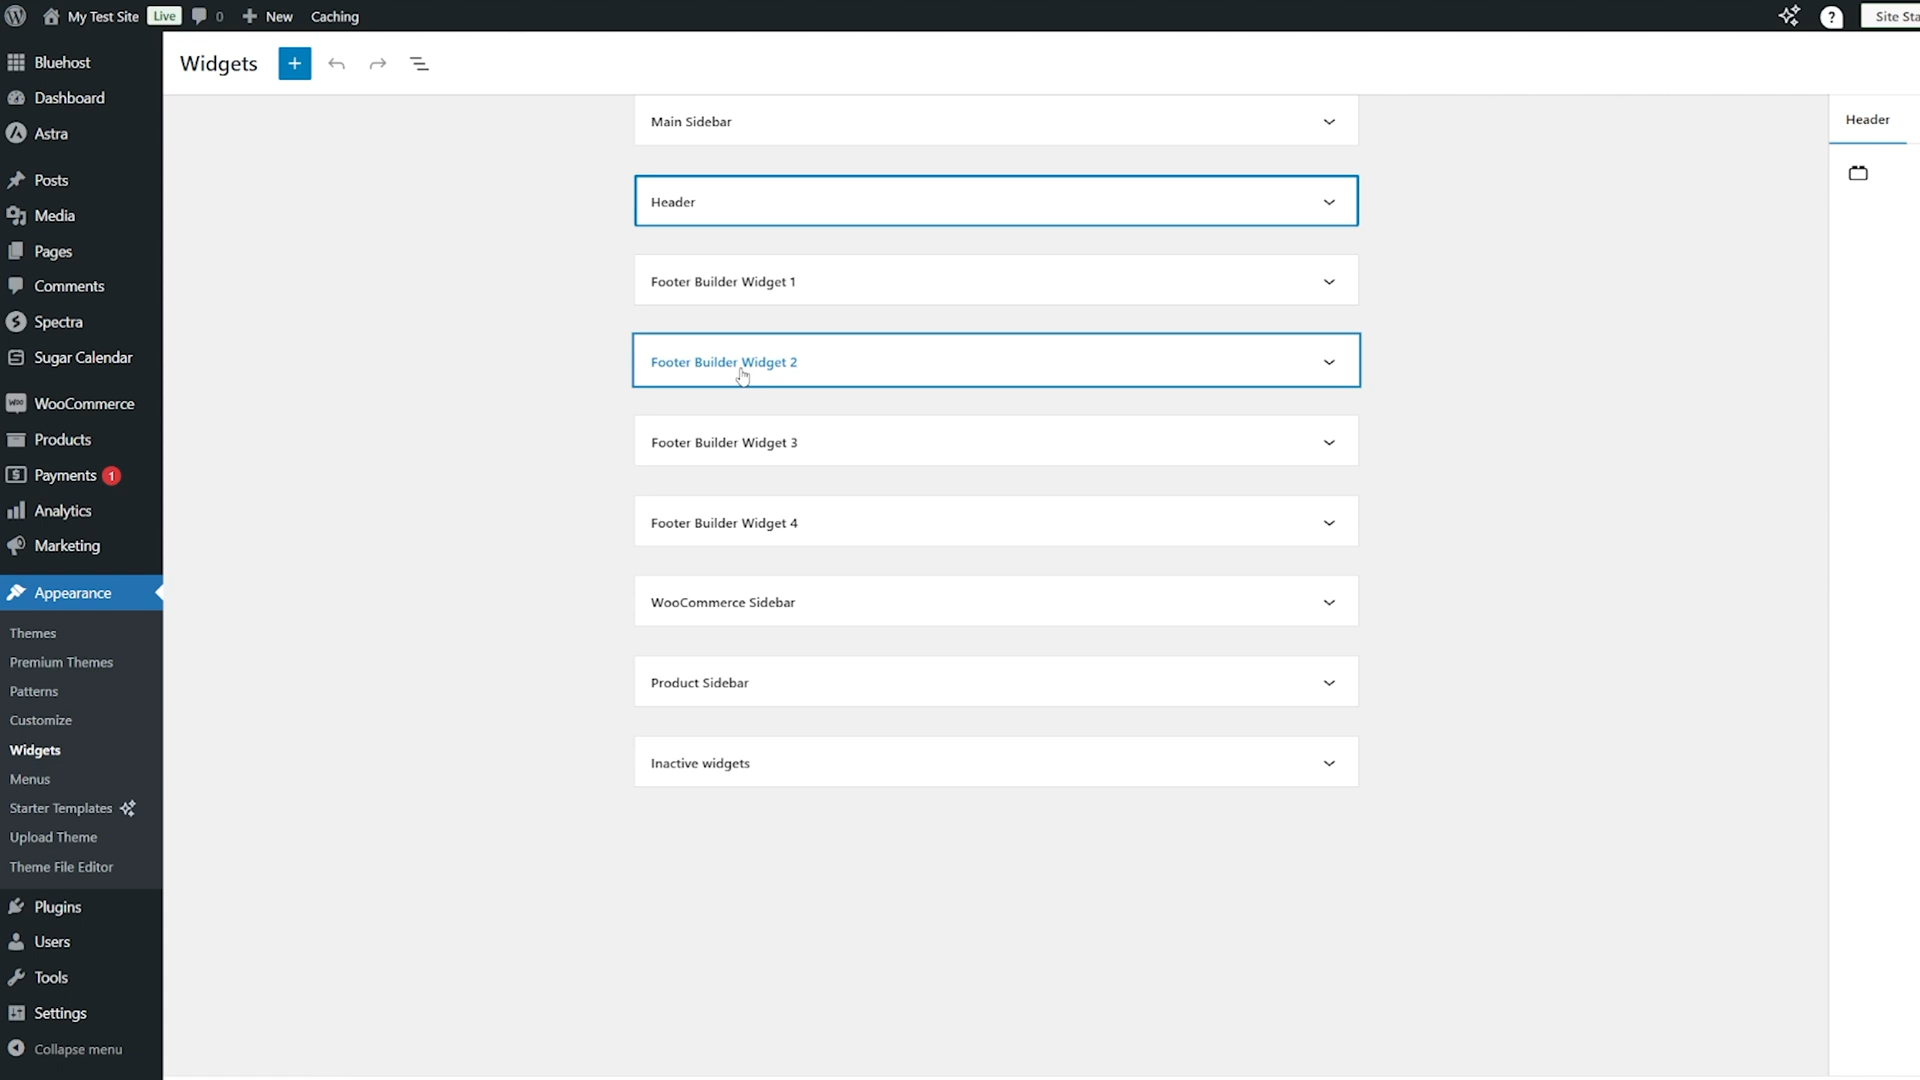 My Test Site Live 0 New Caching ? Site Sta
Bluehost
Dashboard
Astra
Posts
Media
Pages
Comments
Spectra
Sugar Calendar
WooCommerce
Products
Payments 1
Analytics
Marketing
Appearance
Themes
Premium Themes
Patterns
Customize
Widgets
Menus
Starter Templates
Upload Theme
Theme File Editor
Plugins
Users
Tools
Settings
Collapse menu
Widgets
Main Sidebar
Header
Footer Builder Widget 1
Footer Builder Widget 2
Footer Builder Widget 3
Footer Builder Widget 4
WooCommerce Sidebar
Product Sidebar
Inactive widgets
Header